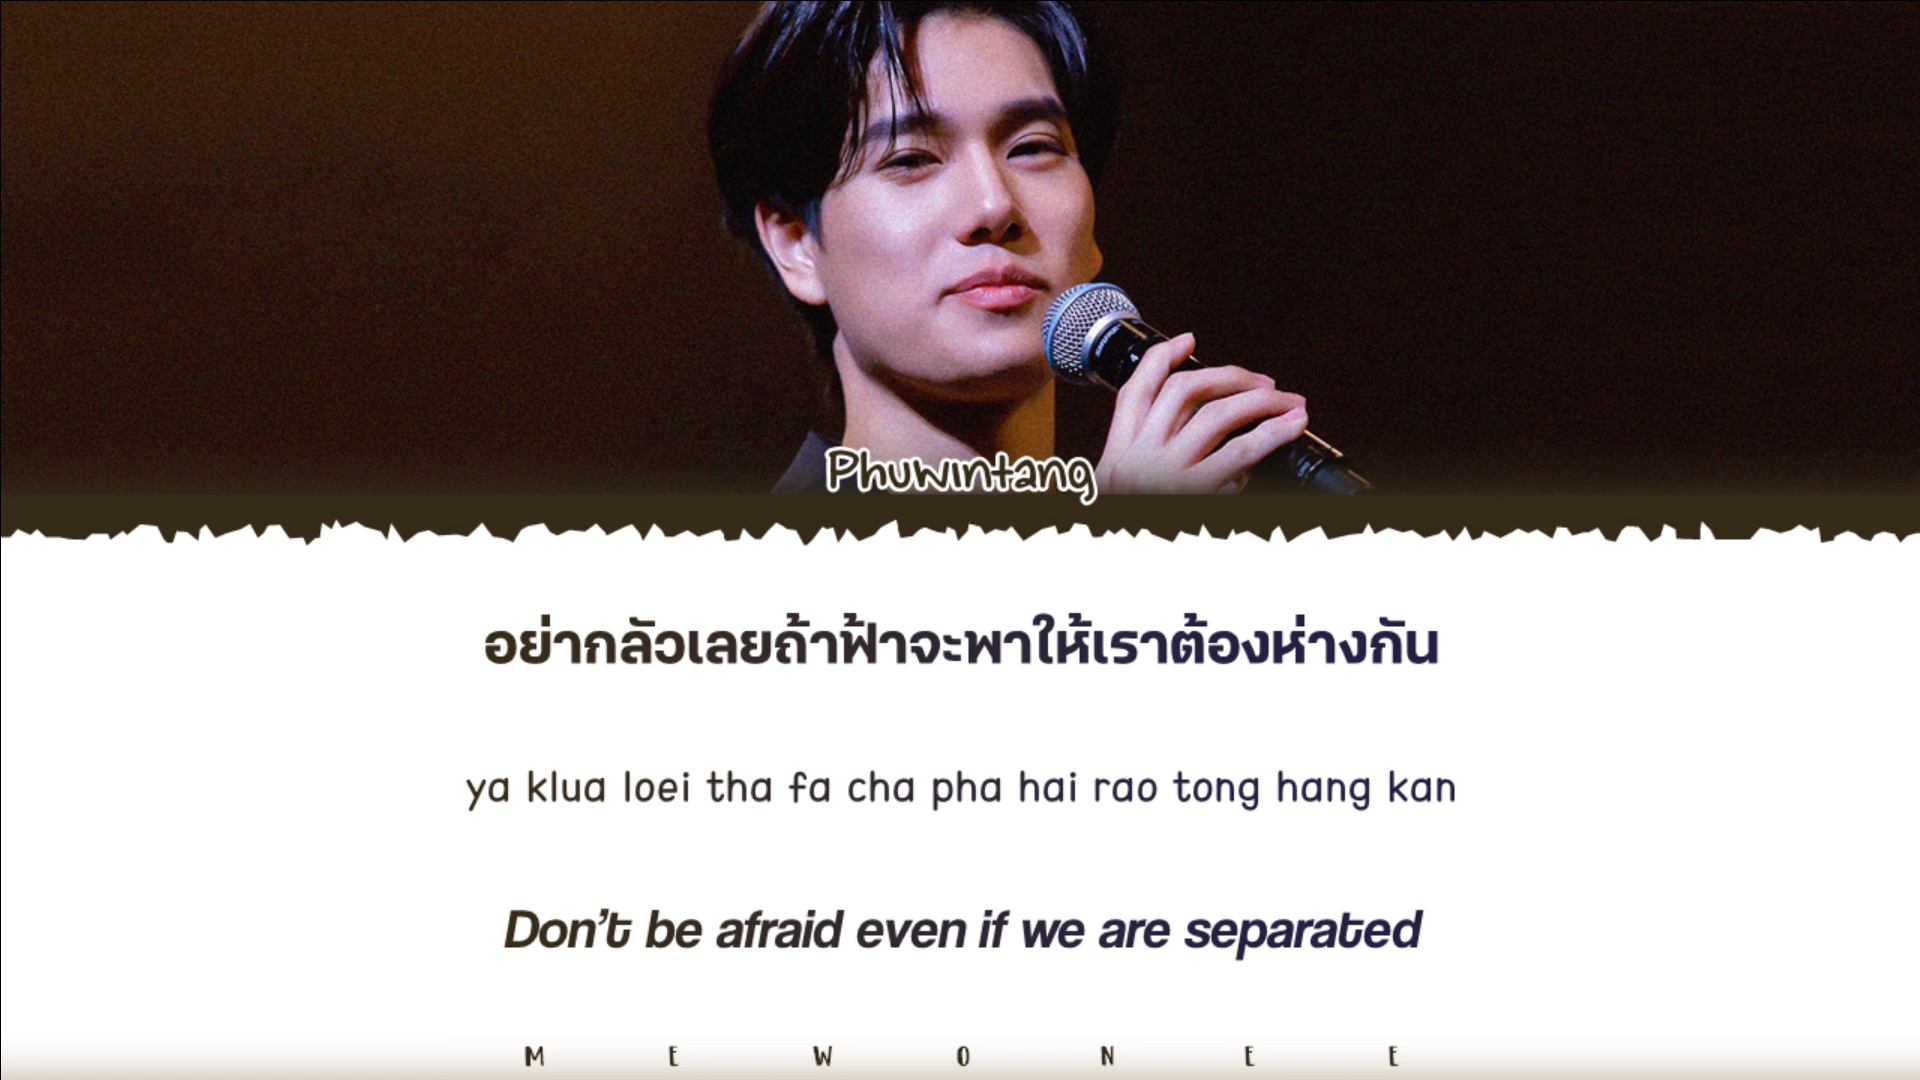 SHURE
4
Phuwintang
อย่ากลัวเลยถ้าฟ้าจะพาให้เราต้องห่างกัน
ya klua loei tha fa cha pha hai rao tong hang kan
Don't be afraid even if we are separated
M E W O N E E